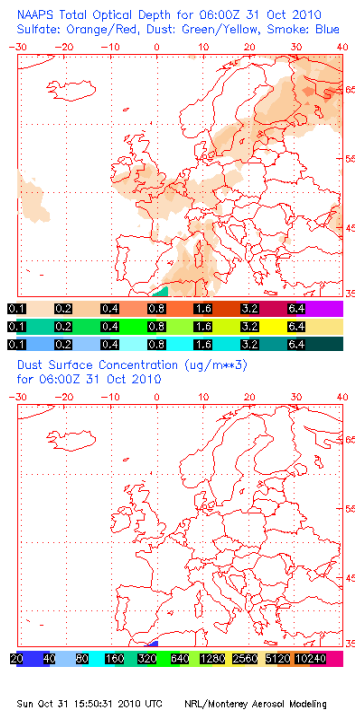 NAAPS Total Optical Depth for 06:00Z 31 Oct 2010
Sulfate: Orange/Red, Dust: Green/Yellow, Smoke: Blue
-30 -20 -10 0 10 20 30 40
65
55
45
35
0.1 0.2 0.4 0.8 1.6 3.2 6.4
0.1 0.2 0.4 0.8 1.6 3.2 6.4
0.1 0.2 0.4 0.8 1.6 3.2 6.4
Dust Surface Concentration (ug/m**3)
for 06:00Z 31 Oct 2010
-30 -20 -10 0 10 20 30 40
65
55
45
35
20 40 80 160 320 640 1280 2560 5120 10240
Sun Oct 31 15:50:31 2010 UTC NRL/Monterey Aerosol Modeling